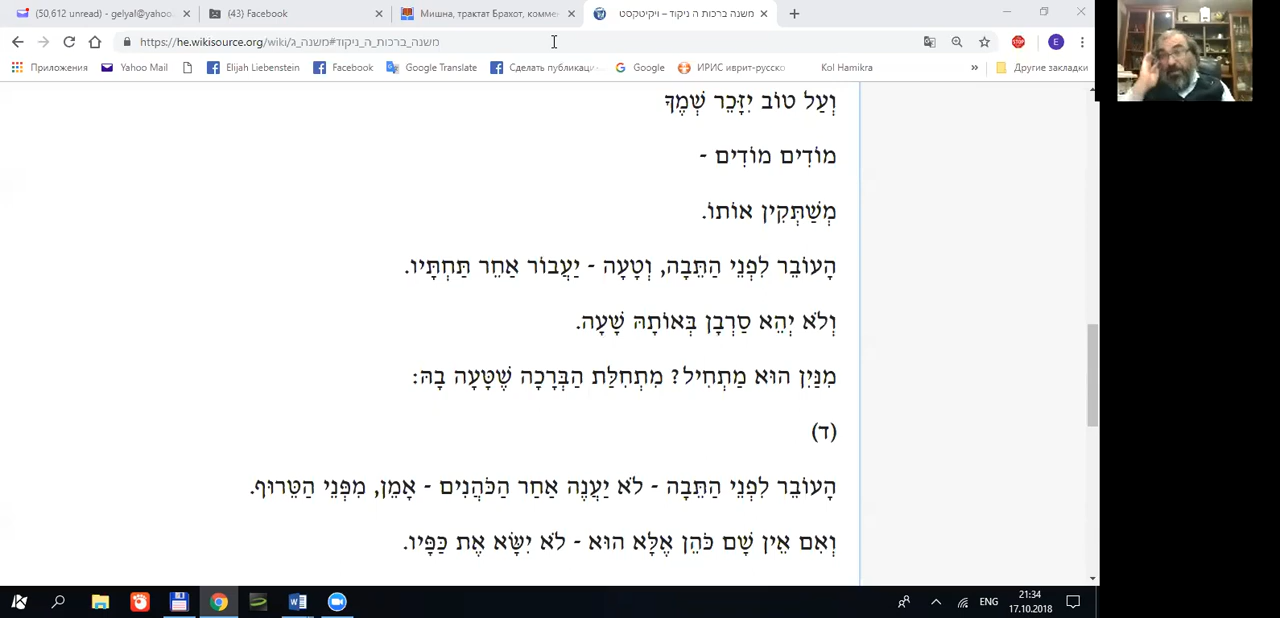 (50,612 unread) - gelyal@yahoo
(43) Facebook
Мишна, трактат Брахот, комме
משנה ברכות ה ניקוד – ויקיטקסט
https://he.wikisource.org/wiki/משנה_ברכות_ה_ניקוד#משנה_ג
E
Приложения
Yahoo Mail
Elijah Liebenstein
Facebook
Google Translate
Сделать публикаци
Google
ИРИС иврит-русско
Kol Hamikra
»
Другие закладки
וְעַל טוֹב יִזָּכֵר שְׁמֶךָ
מוֹדִים מוֹדִים -
מְשַׁתְּקִין אוֹתוֹ.
הָעוֹבֵר לִפְנֵי הַתֵּבָה, וְטָעָה - יַעֲבוֹר אַחֵר תַּחְתָּיו.
וְלֹא יְהֵא סַרְבָן בְּאוֹתָהּ שָׁעָה.
מִנַּיִן הוּא מַתְחִיל? מִתְחִלַּת הַבְּרָכָה שֶׁטָּעָה בָהּ:
(ד)
הָעוֹבֵר לִפְנֵי הַתֵּבָה - לֹא יַעֲנֶה אַחַר הַכֹּהֲנִים - אָמֵן, מִפְּנֵי הַטֵּרוּף.
וְאִם אֵין שָׁם כֹּהֵן אֶלָּא הוּא - לֹא יִשָּׂא אֶת כַּפָּיו.
ENG
21:34
17.10.2018